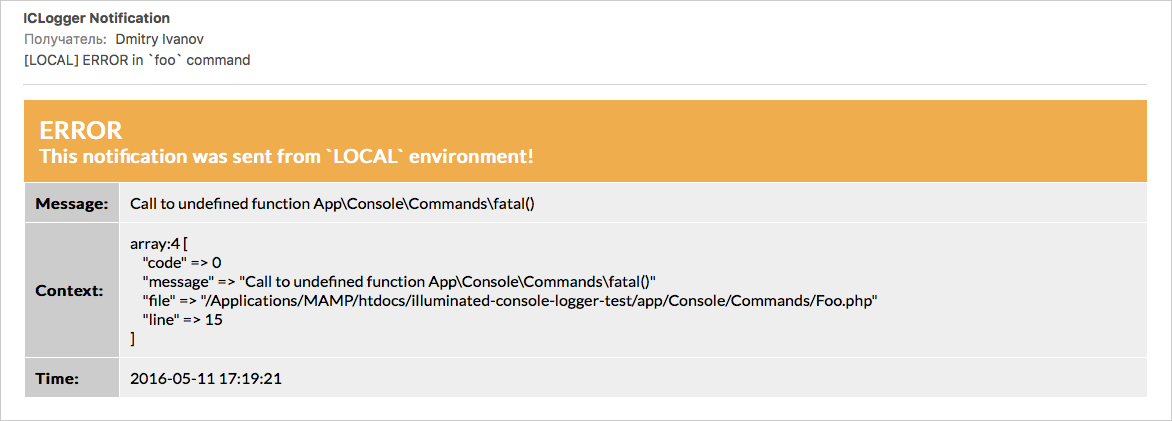 ICLogger Notification
Получатель: Dmitry Ivanov
[LOCAL] ERROR in `foo` command
ERROR
This notification was sent from `LOCAL` environment!
Message: Call to undefined function App\Console\Commands\fatal()
Context:
array:4 [
"code" => 0
"message" => "Call to undefined function App\Console\Commands\fatal()"
"file" => "/Applications/MAMP/htdocs/illuminated-console-logger-test/app/Console/Commands/Foo.php"
"line" => 15
]
Time: 2016-05-11 17:19:21